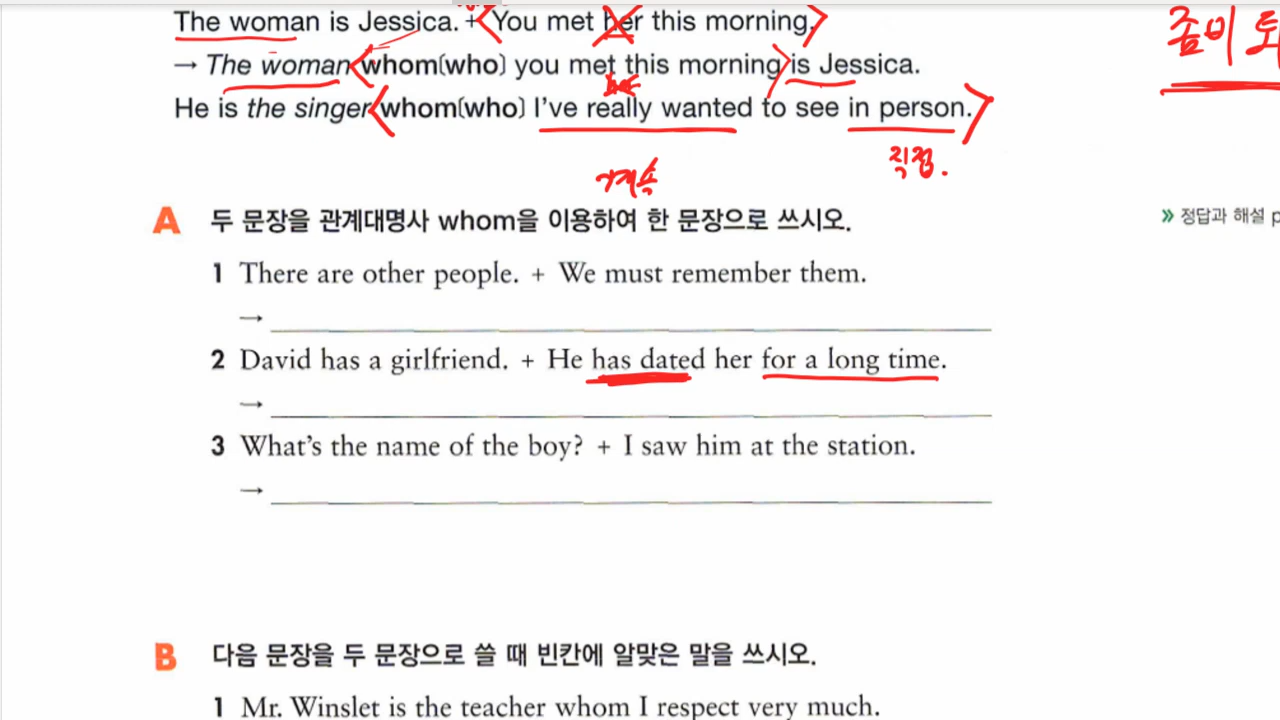 The woman is Jessica. + You met her this morning.
→ The woman whom(who) you met this morning is Jessica.
He is the singer whom(who) I've really wanted to see in person.
직접.
A 두 문장을 관계대명사 whom을 이용하여 한 문장으로 쓰시오.
» 정답과 해설 p
1 There are other people. + We must remember them.
→
2 David has a girlfriend. + He has dated her for a long time.
→
3 What's the name of the boy? + I saw him at the station.
→
B 다음 문장을 두 문장으로 쓸 때 빈칸에 알맞은 말을 쓰시오.
1 Mr. Winslet is the teacher whom I respect very much.